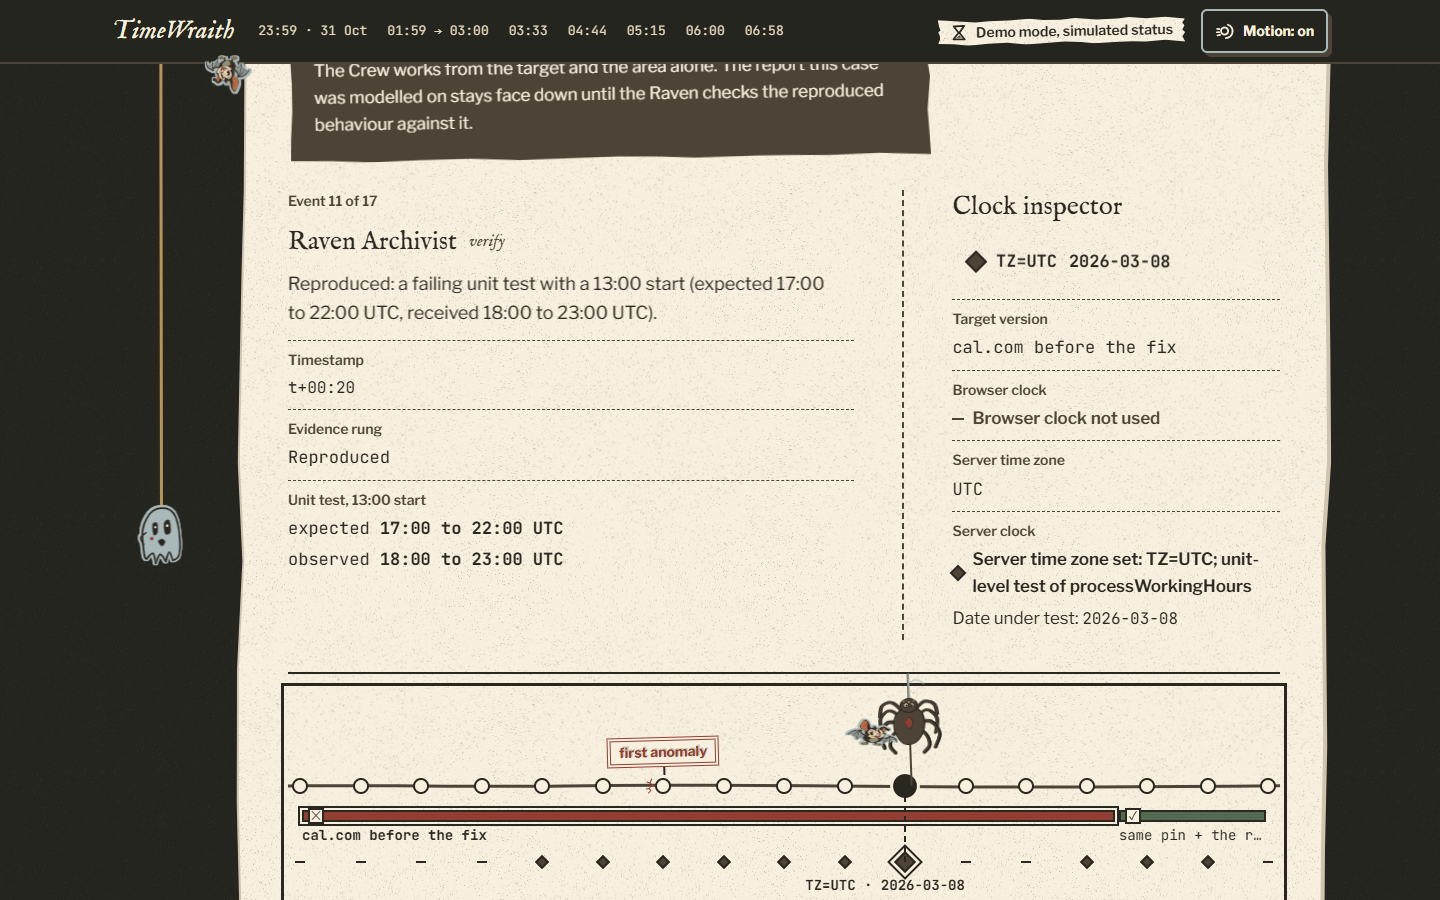 TimeWraith
23:59 · 31 Oct 01:59 → 03:00 03:33 04:44 05:15 06:00 06:58
Demo mode, simulated status
Motion: on
The Crew works from the target and the area alone. The report this case
was modelled on stays face down until the Raven checks the reproduced
behaviour against it.
Event 11 of 17
Raven Archivist verify
Reproduced: a failing unit test with a 13:00 start (expected 17:00
to 22:00 UTC, received 18:00 to 23:00 UTC).
Timestamp
t+00:20
Evidence rung
Reproduced
Unit test, 13:00 start
expected 17:00 to 22:00 UTC
observed 18:00 to 23:00 UTC
Clock inspector
TZ=UTC 2026-03-08
Target version
cal.com before the fix
Browser clock
— Browser clock not used
Server time zone
UTC
Server clock
Server time zone set: TZ=UTC; unit-
level test of processWorkingHours
Date under test: 2026-03-08
first anomaly
cal.com before the fix
same pin + the r…
TZ=UTC · 2026-03-08